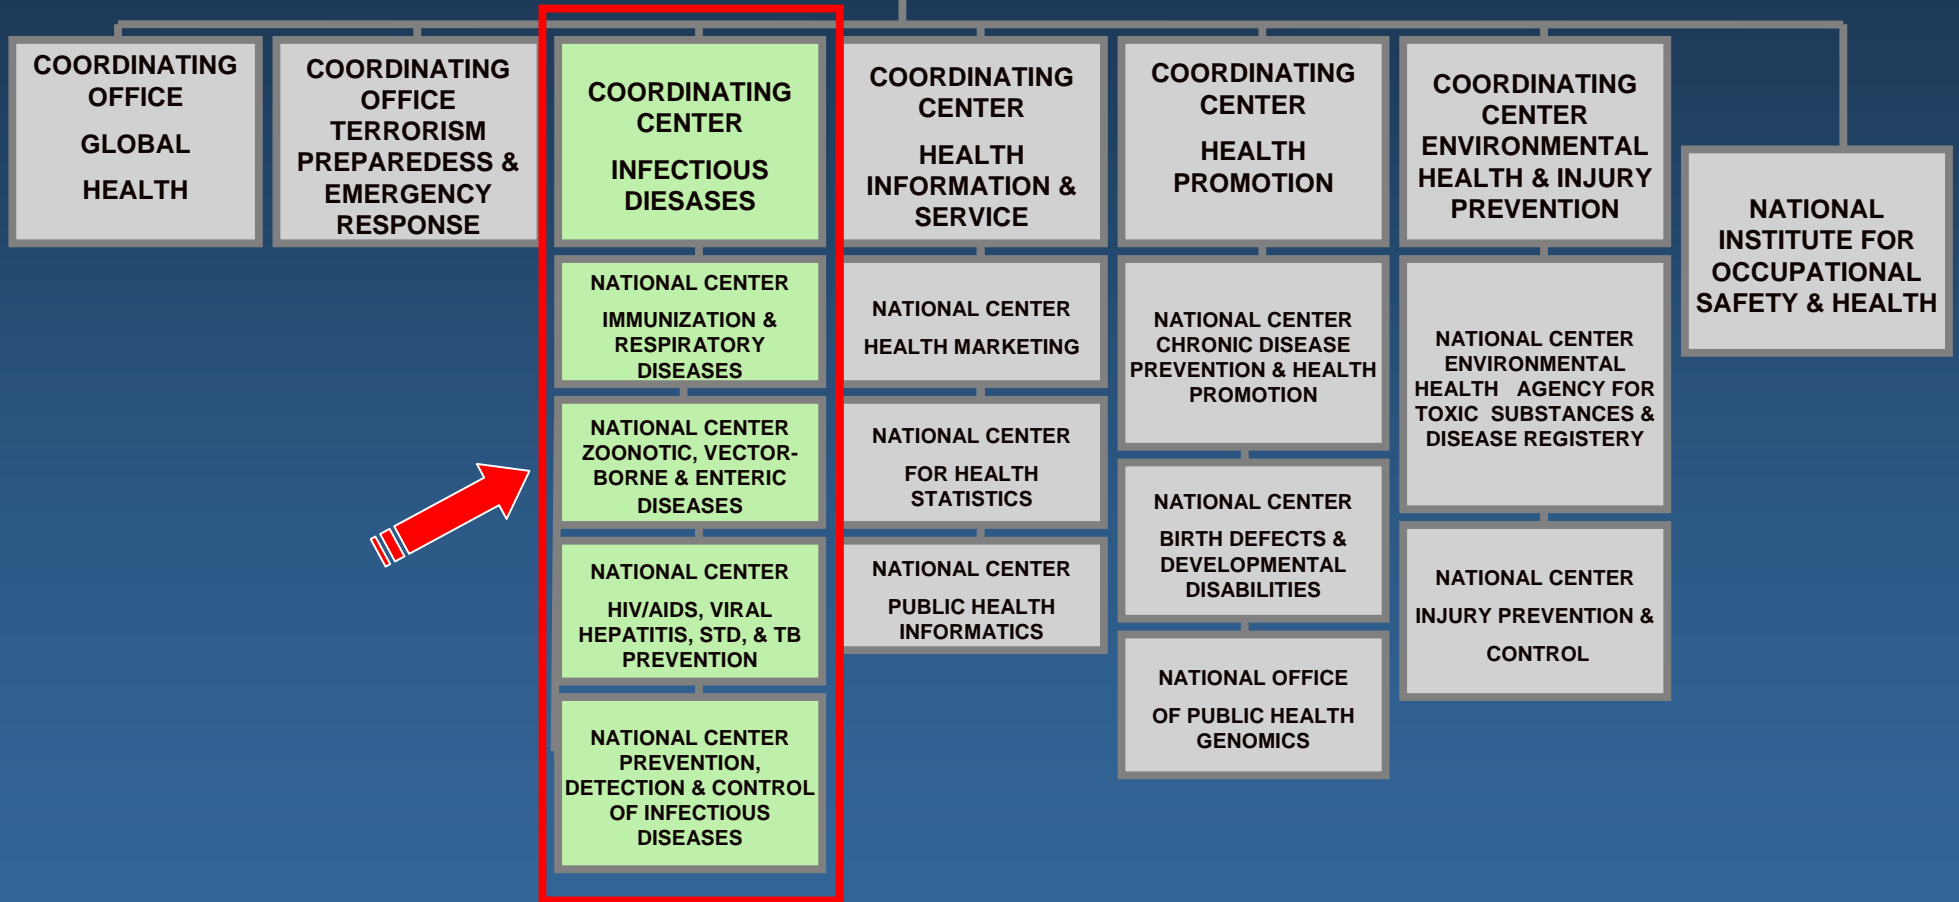 COORDINATING
OFFICE
GLOBAL
HEALTH
COORDINATING
OFFICE
TERRORISM
PREPAREDESS &
EMERGENCY
RESPONSE
COORDINATING
CENTER
INFECTIOUS
DIESASES
NATIONAL CENTER
IMMUNIZATION &
RESPIRATORY
DISEASES
NATIONAL CENTER
ZOONOTIC, VECTOR-
BORNE & ENTERIC
DISEASES
NATIONAL CENTER
HIV/AIDS, VIRAL
HEPATITIS, STD, & TB
PREVENTION
NATIONAL CENTER
PREVENTION,
DETECTION & CONTROL
OF INFECTIOUS
DISEASES
COORDINATING
CENTER
HEALTH
INFORMATION &
SERVICE
NATIONAL CENTER
HEALTH MARKETING
NATIONAL CENTER
FOR HEALTH
STATISTICS
NATIONAL CENTER
PUBLIC HEALTH
INFORMATICS
COORDINATING
CENTER
HEALTH
PROMOTION
NATIONAL CENTER
CHRONIC DISEASE
PREVENTION & HEALTH
PROMOTION
NATIONAL CENTER
BIRTH DEFECTS &
DEVELOPMENTAL
DISABILITIES
NATIONAL OFFICE
OF PUBLIC HEALTH
GENOMICS
COORDINATING
CENTER
ENVIRONMENTAL
HEALTH & INJURY
PREVENTION
NATIONAL CENTER
ENVIRONMENTAL
HEALTH AGENCY FOR
TOXIC SUBSTANCES &
DISEASE REGISTERY
NATIONAL CENTER
INJURY PREVENTION &
CONTROL
NATIONAL
INSTITUTE FOR
OCCUPATIONAL
SAFETY & HEALTH